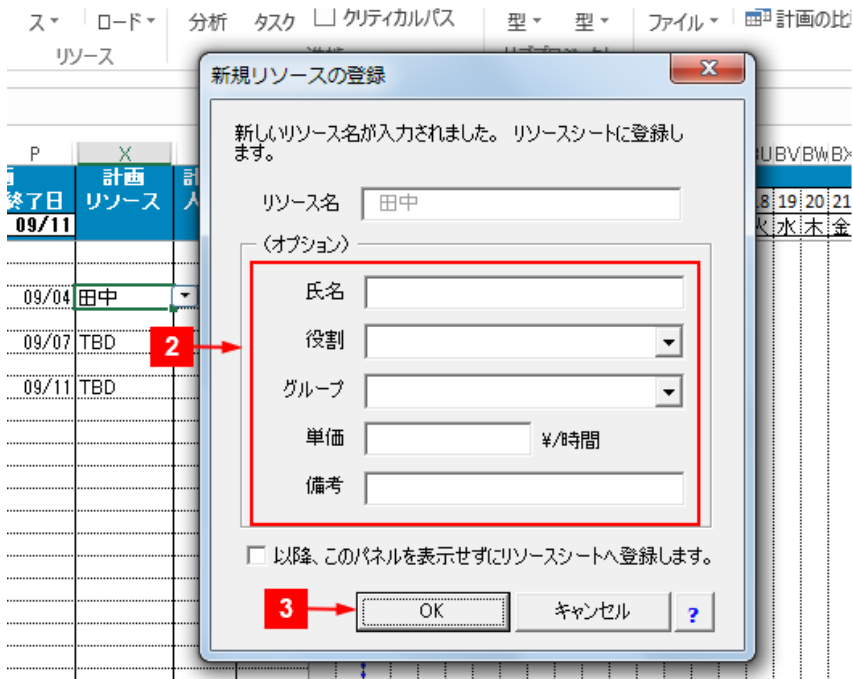 ス ロード 分析 タスク クリティカルパス 型 型 ファイル 計画の比
リソース
新規リソースの登録 X
新しいリソース名が入力されました。 リソースシートに登録し
ます。
P X BVBWBX
計画
終了日 リソース
09/11
リソース名 田中
18 19 20 21
火 水 木 金
(オプション)
09/04 田中
氏名
09/07 TBD
2
役割
09/11 TBD
グループ
単価 ¥/時間
備考
以降、このパネルを表示せずにリソースシートへ登録します。
3 OK キャンセル ?